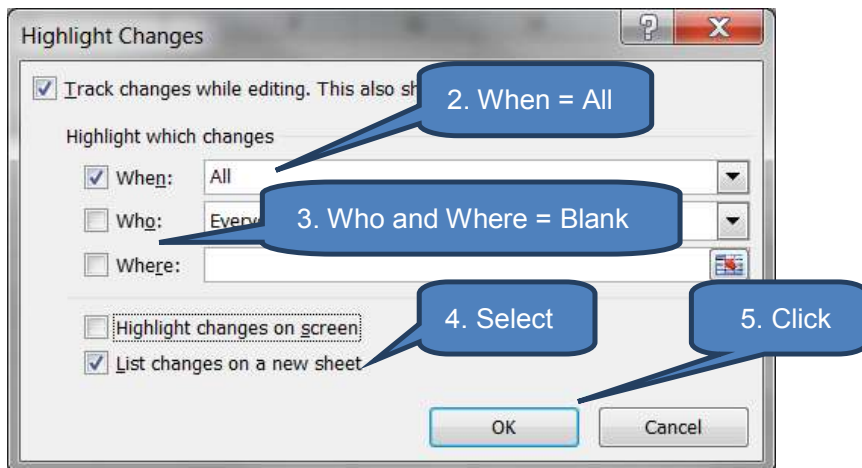 Highlight Changes
Track changes while editing. This also sh
2. When = All
Highlight which changes
When: All
Who:
3. Who and Where = Blank
Where:
Highlight changes on screen
4. Select
5. Click
List changes on a new sheet
OK Cancel